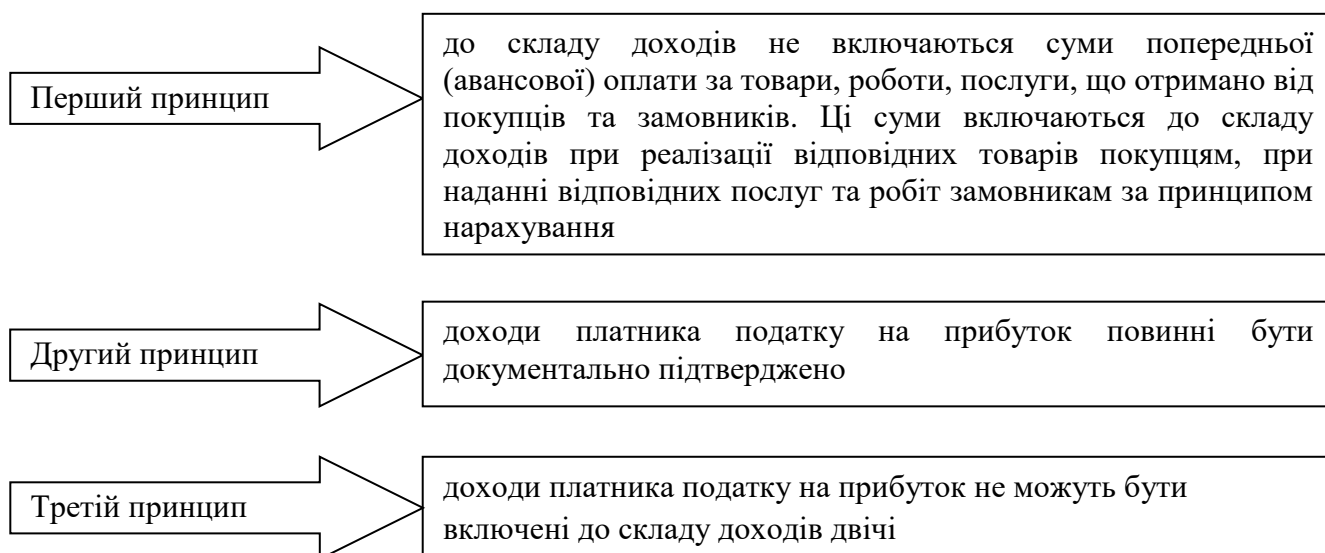 Перший принцип
до складу доходів не включаються суми попередньої
(авансової) оплати за товари, роботи, послуги, що отримано від
покупців та замовників. Ці суми включаються до складу
доходів при реалізації відповідних товарів покупцям, при
наданні відповідних послуг та робіт замовникам за принципом
нарахування
Другий принцип
доходи платника податку на прибуток повинні бути
документально підтверджено
Третій принцип
доходи платника податку на прибуток не можуть бути
включені до складу доходів двічі